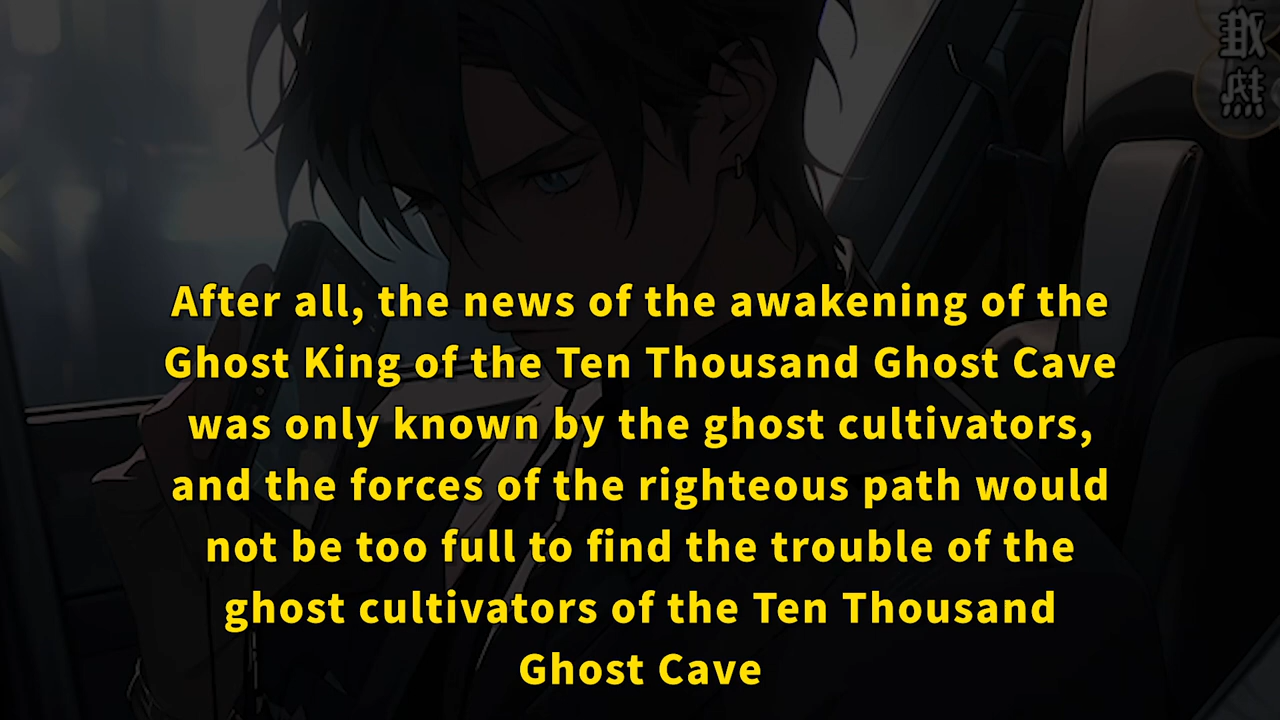 After all, the news of the awakening of the
Ghost King of the Ten Thousand Ghost Cave
was only known by the ghost cultivators,
and the forces of the righteous path would
not be too full to find the trouble of the
ghost cultivators of the Ten Thousand
Ghost Cave